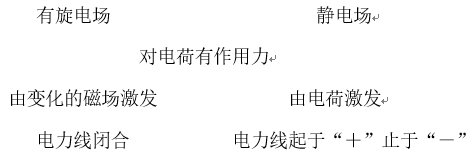 有旋电场 静电场
对电荷有作用力
由变化的磁场激发 由电荷激发
电力线闭合 电力线起于“＋”止于“－”